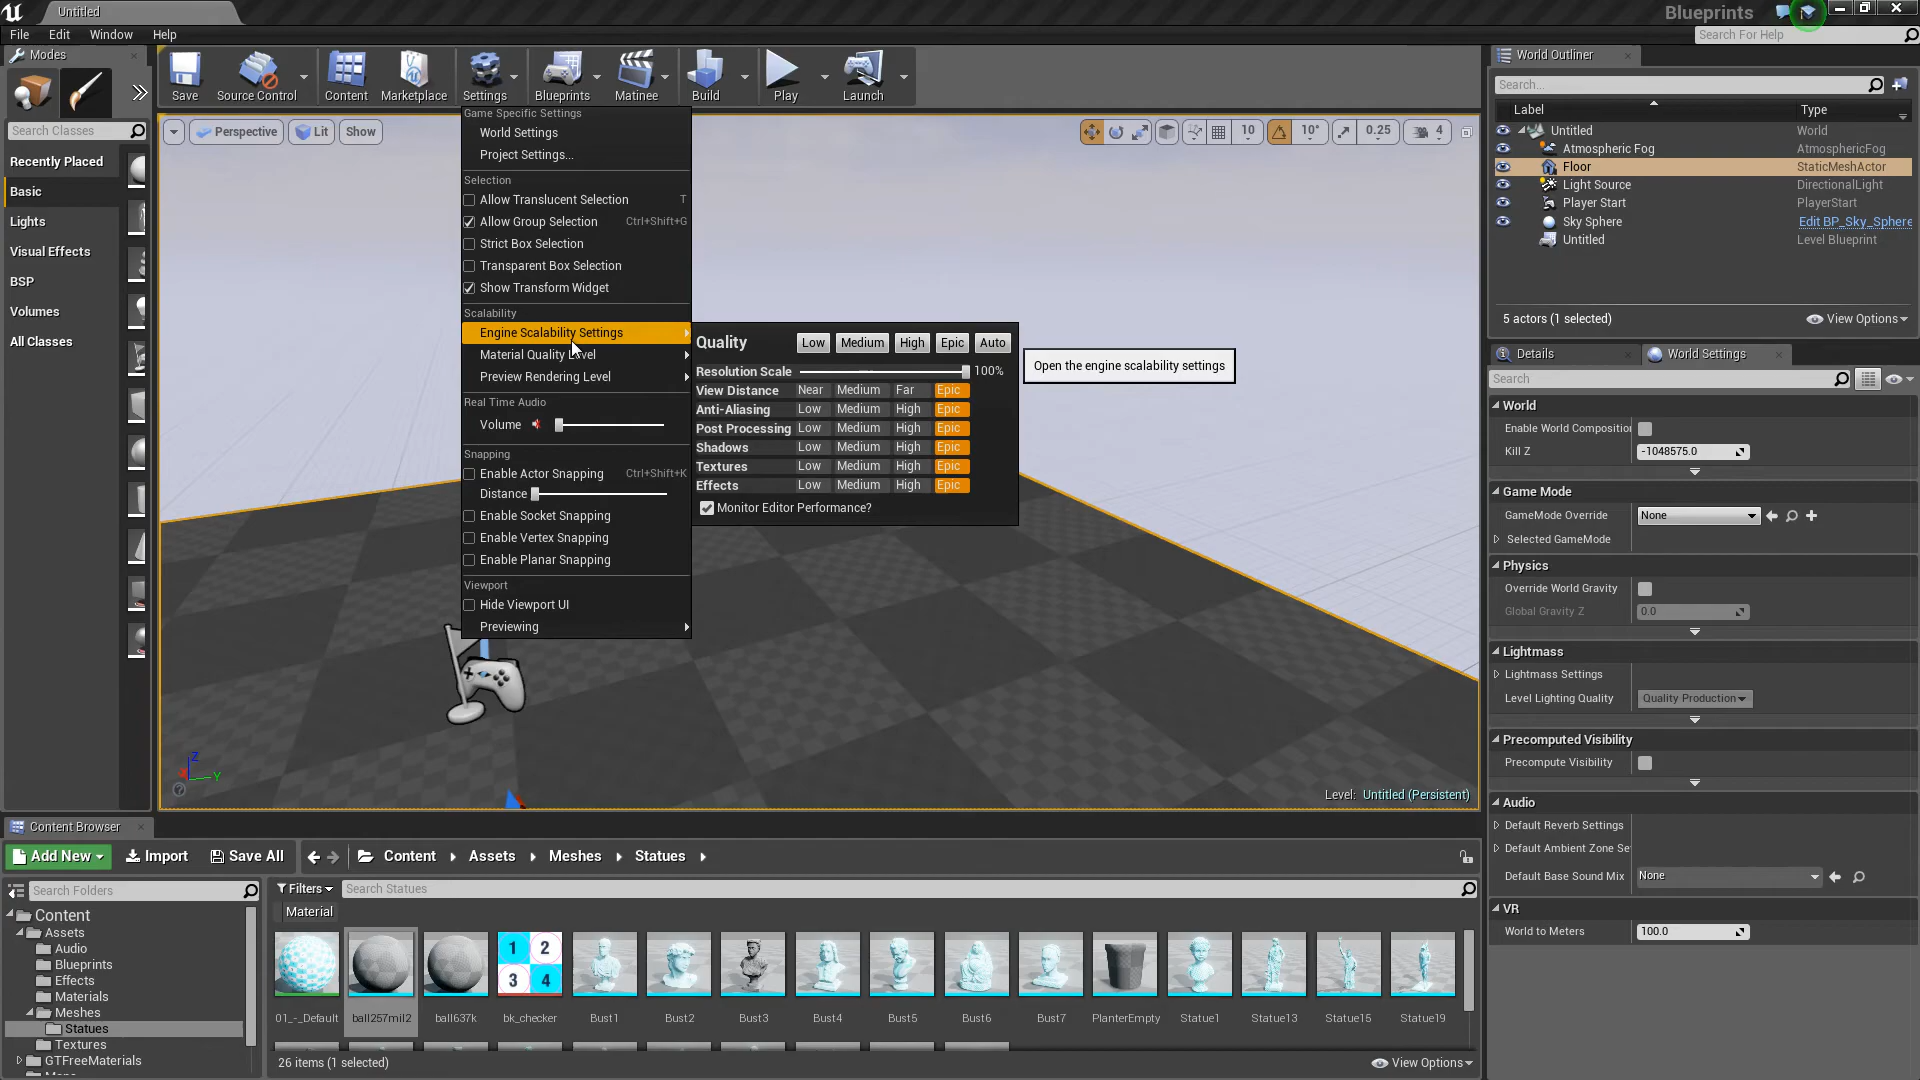 Untitled
Blueprints
File Edit Window Help
Search For Help
Modes
Save Source Control Content Marketplace Settings Blueprints Matinee Build Play Launch
World Outliner
Search Classes
Recently Placed
Basic
Lights
Visual Effects
BSP
Volumes
All Classes
Perspective Lit Show
10 10° 0.25 4
Game Specific Settings
World Settings
Project Settings...
Selection
Allow Translucent Selection T
Allow Group Selection Ctrl+Shift+G
Strict Box Selection
Transparent Box Selection
Show Transform Widget
Scalability
Engine Scalability Settings
Material Quality Level
Preview Rendering Level
Real Time Audio
Volume
Snapping
Enable Actor Snapping Ctrl+Shift+K
Distance
Enable Socket Snapping
Enable Vertex Snapping
Enable Planar Snapping
Viewport
Hide Viewport UI
Previewing
Quality Low Medium High Epic Auto
Resolution Scale 100%
View Distance Near Medium Far Epic
Anti-Aliasing Low Medium High Epic
Post Processing Low Medium High Epic
Shadows Low Medium High Epic
Textures Low Medium High Epic
Effects Low Medium High Epic
Monitor Editor Performance?
Open the engine scalability settings
Z
X
Y
Level: Untitled (Persistent)
Search...
Label Type
Untitled World
Atmospheric Fog AtmosphericFog
Floor StaticMeshActor
Light Source DirectionalLight
Player Start PlayerStart
Sky Sphere Edit BP_Sky_Sphere
Untitled Level Blueprint
5 actors (1 selected) View Options
Details World Settings
Search
World
Enable World Compositio
Kill Z -1048575.0
Game Mode
GameMode Override None
Selected GameMode
Physics
Override World Gravity
Global Gravity Z 0.0
Lightmass
Lightmass Settings
Level Lighting Quality Quality Production
Precomputed Visibility
Precompute Visibility
Audio
Default Reverb Settings
Default Ambient Zone Se
Default Base Sound Mix None
VR
World to Meters 100.0
Content Browser
Add New Import Save All Content Assets Meshes Statues
Search Folders
Content
Assets
Audio
Blueprints
Effects
Materials
Meshes
Statues
Textures
GTFreeMaterials
Filters Search Statues
Material
1 2
3 4
01_-_Default ball257mil2 ball637k bk_checker Bust1 Bust2 Bust3 Bust4 Bust5 Bust6 Bust7 PlanterEmpty Statue1 Statue13 Statue15 Statue19
26 items (1 selected) View Options